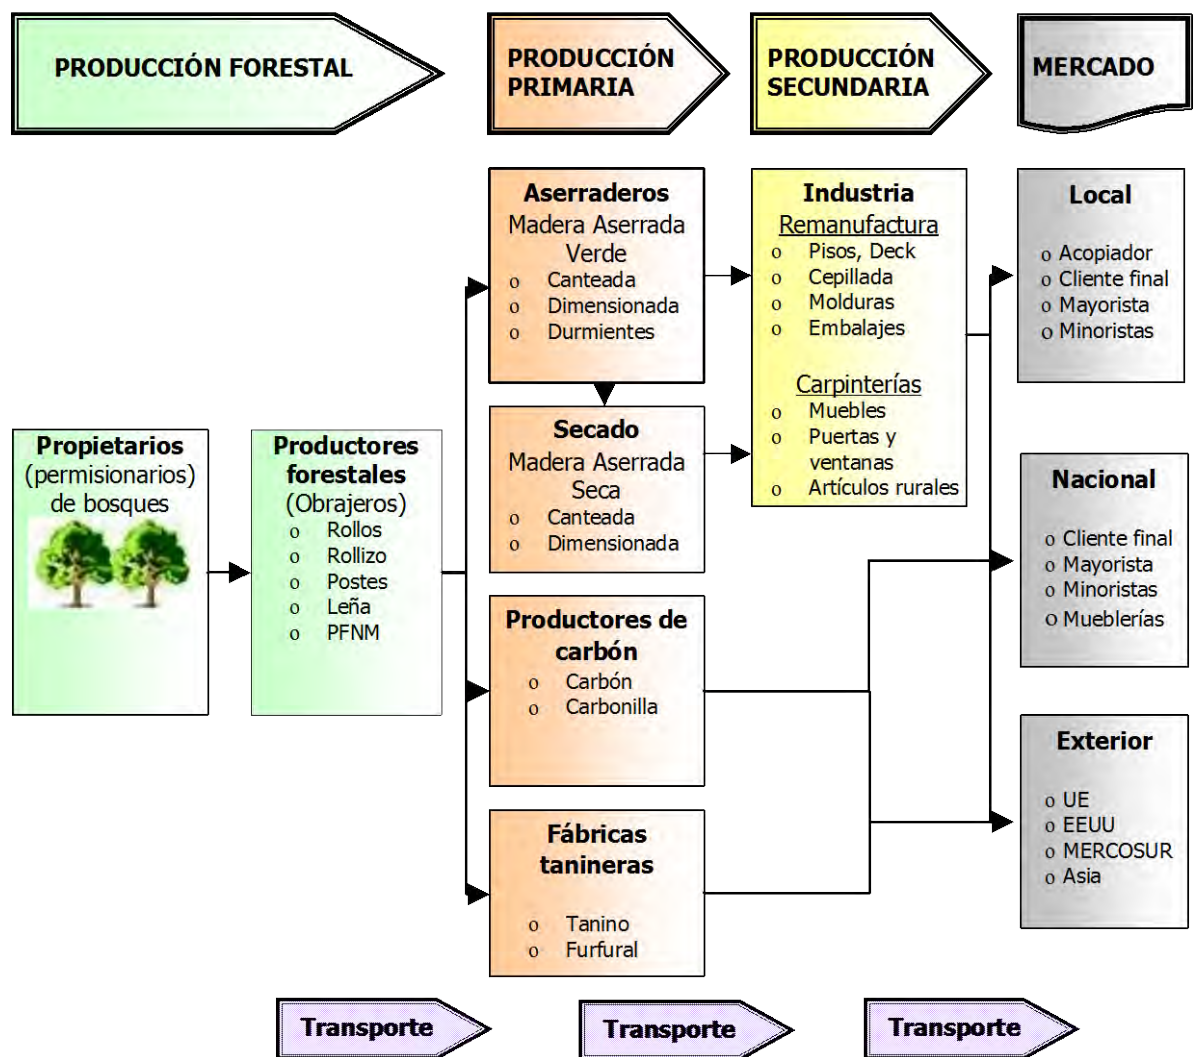 PRODUCCIÓN FORESTAL
PRODUCCIÓN
PRIMARIA
PRODUCCIÓN
SECUNDARIA
MERCADO
Propietarios
(permisionarios)
de bosques
Productores
forestales
(Obrajeros)
o Rollos
o Rollizo
o Postes
o Leña
o PFNM
Aserraderos
Madera Aserrada
Verde
o Canteada
o Dimensionada
o Durmientes
Secado
Madera Aserrada
Seca
o Canteada
o Dimensionada
Productores de
carbón
o Carbón
o Carbonilla
Fábricas
tanineras
o Tanino
o Furfural
Industria
Remanufactura
o Pisos, Deck
o Cepillada
o Molduras
o Embalajes
Carpinterías
o Muebles
o Puertas y
ventanas
o Artículos rurales
Local
o Acopiador
o Cliente final
o Mayorista
o Minoristas
Nacional
o Cliente final
o Mayorista
o Minoristas
o Mueblerías
Exterior
o UE
o EEUU
o MERCOSUR
o Asia
Transporte
Transporte
Transporte